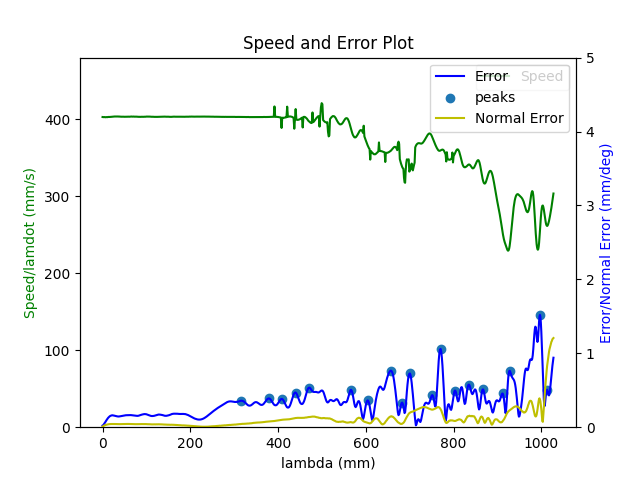 Speed and Error Plot
Error
Speed
peaks
Normal Error
Speed/lamdot (mm/s)
400
300
200
100
0
5
4
3
2
1
0
Error/Normal Error (mm/deg)
0
200
400
600
800
1000
lambda (mm)